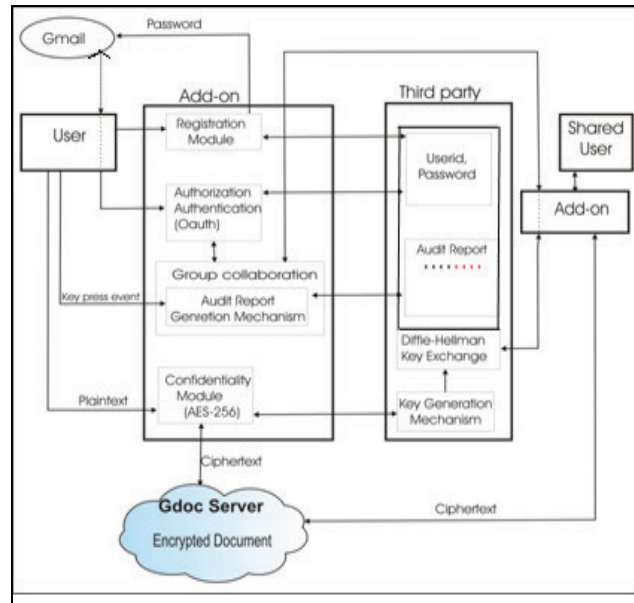 Password
Gmail
Add-on
Third party
User
Registration
Module
Userid,
Password
Shared
User
Authorization
Authentication
(Oauth)
Add-on
Audit Report
Group collaboration
Key press event
Audit Report
Genretion Mechanism
Diffie-Hellman
Key Exchange
Confidentiality
Module
(AES-256)
Plaintext
Key Generation
Mechanism
Ciphertext
Gdoc Server
Encrypted Document
Ciphertext